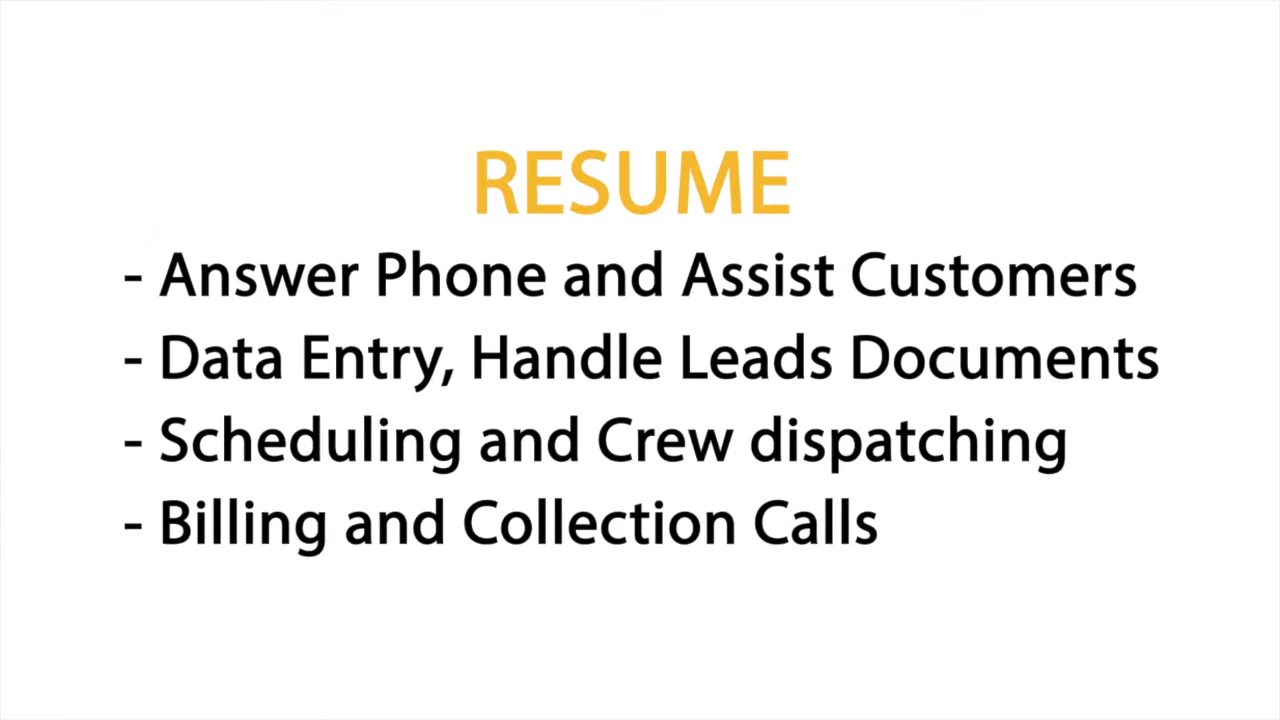 RESUME
- Answer Phone and Assist Customers
- Data Entry, Handle Leads Documents
- Scheduling and Crew dispatching
- Billing and Collection Calls